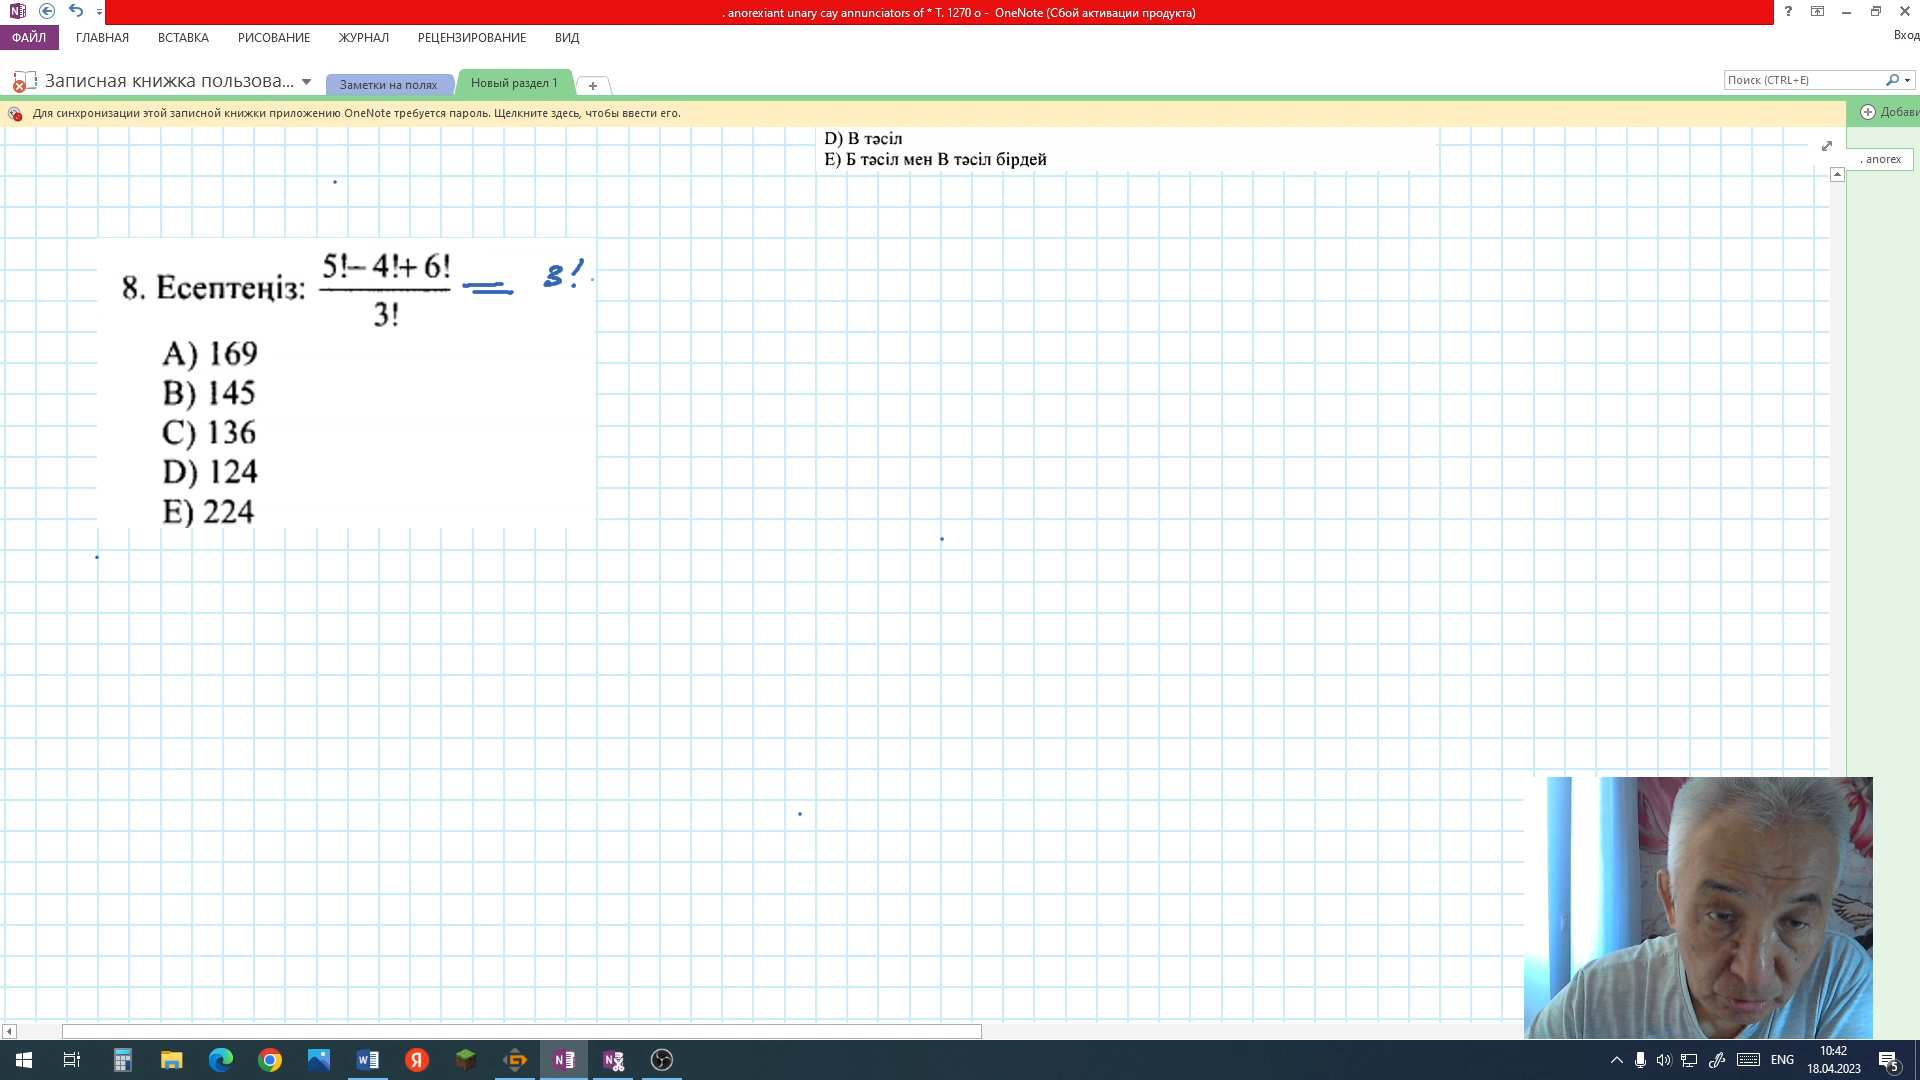 . anorexiant unary cay annunciators of * T. 1270 o - OneNote (Сбой активации продукта)
ФАЙЛ ГЛАВНАЯ ВСТАВКА РИСОВАНИЕ ЖУРНАЛ РЕЦЕНЗИРОВАНИЕ ВИД
Вход
Записная книжка пользова... Заметки на полях Новый раздел 1
Поиск (CTRL+E)
Для синхронизации этой записной книжки приложению OneNote требуется пароль. Щелкните здесь, чтобы ввести его.
Добави
. anorex
D) В тәсіл
E) Б тәсіл мен В тәсіл бірдей
8. Есептеңіз: 5!– 4!+ 6! / 3! = 3!
A) 169
B) 145
C) 136
D) 124
E) 224
ENG
10:42
18.04.2023
5